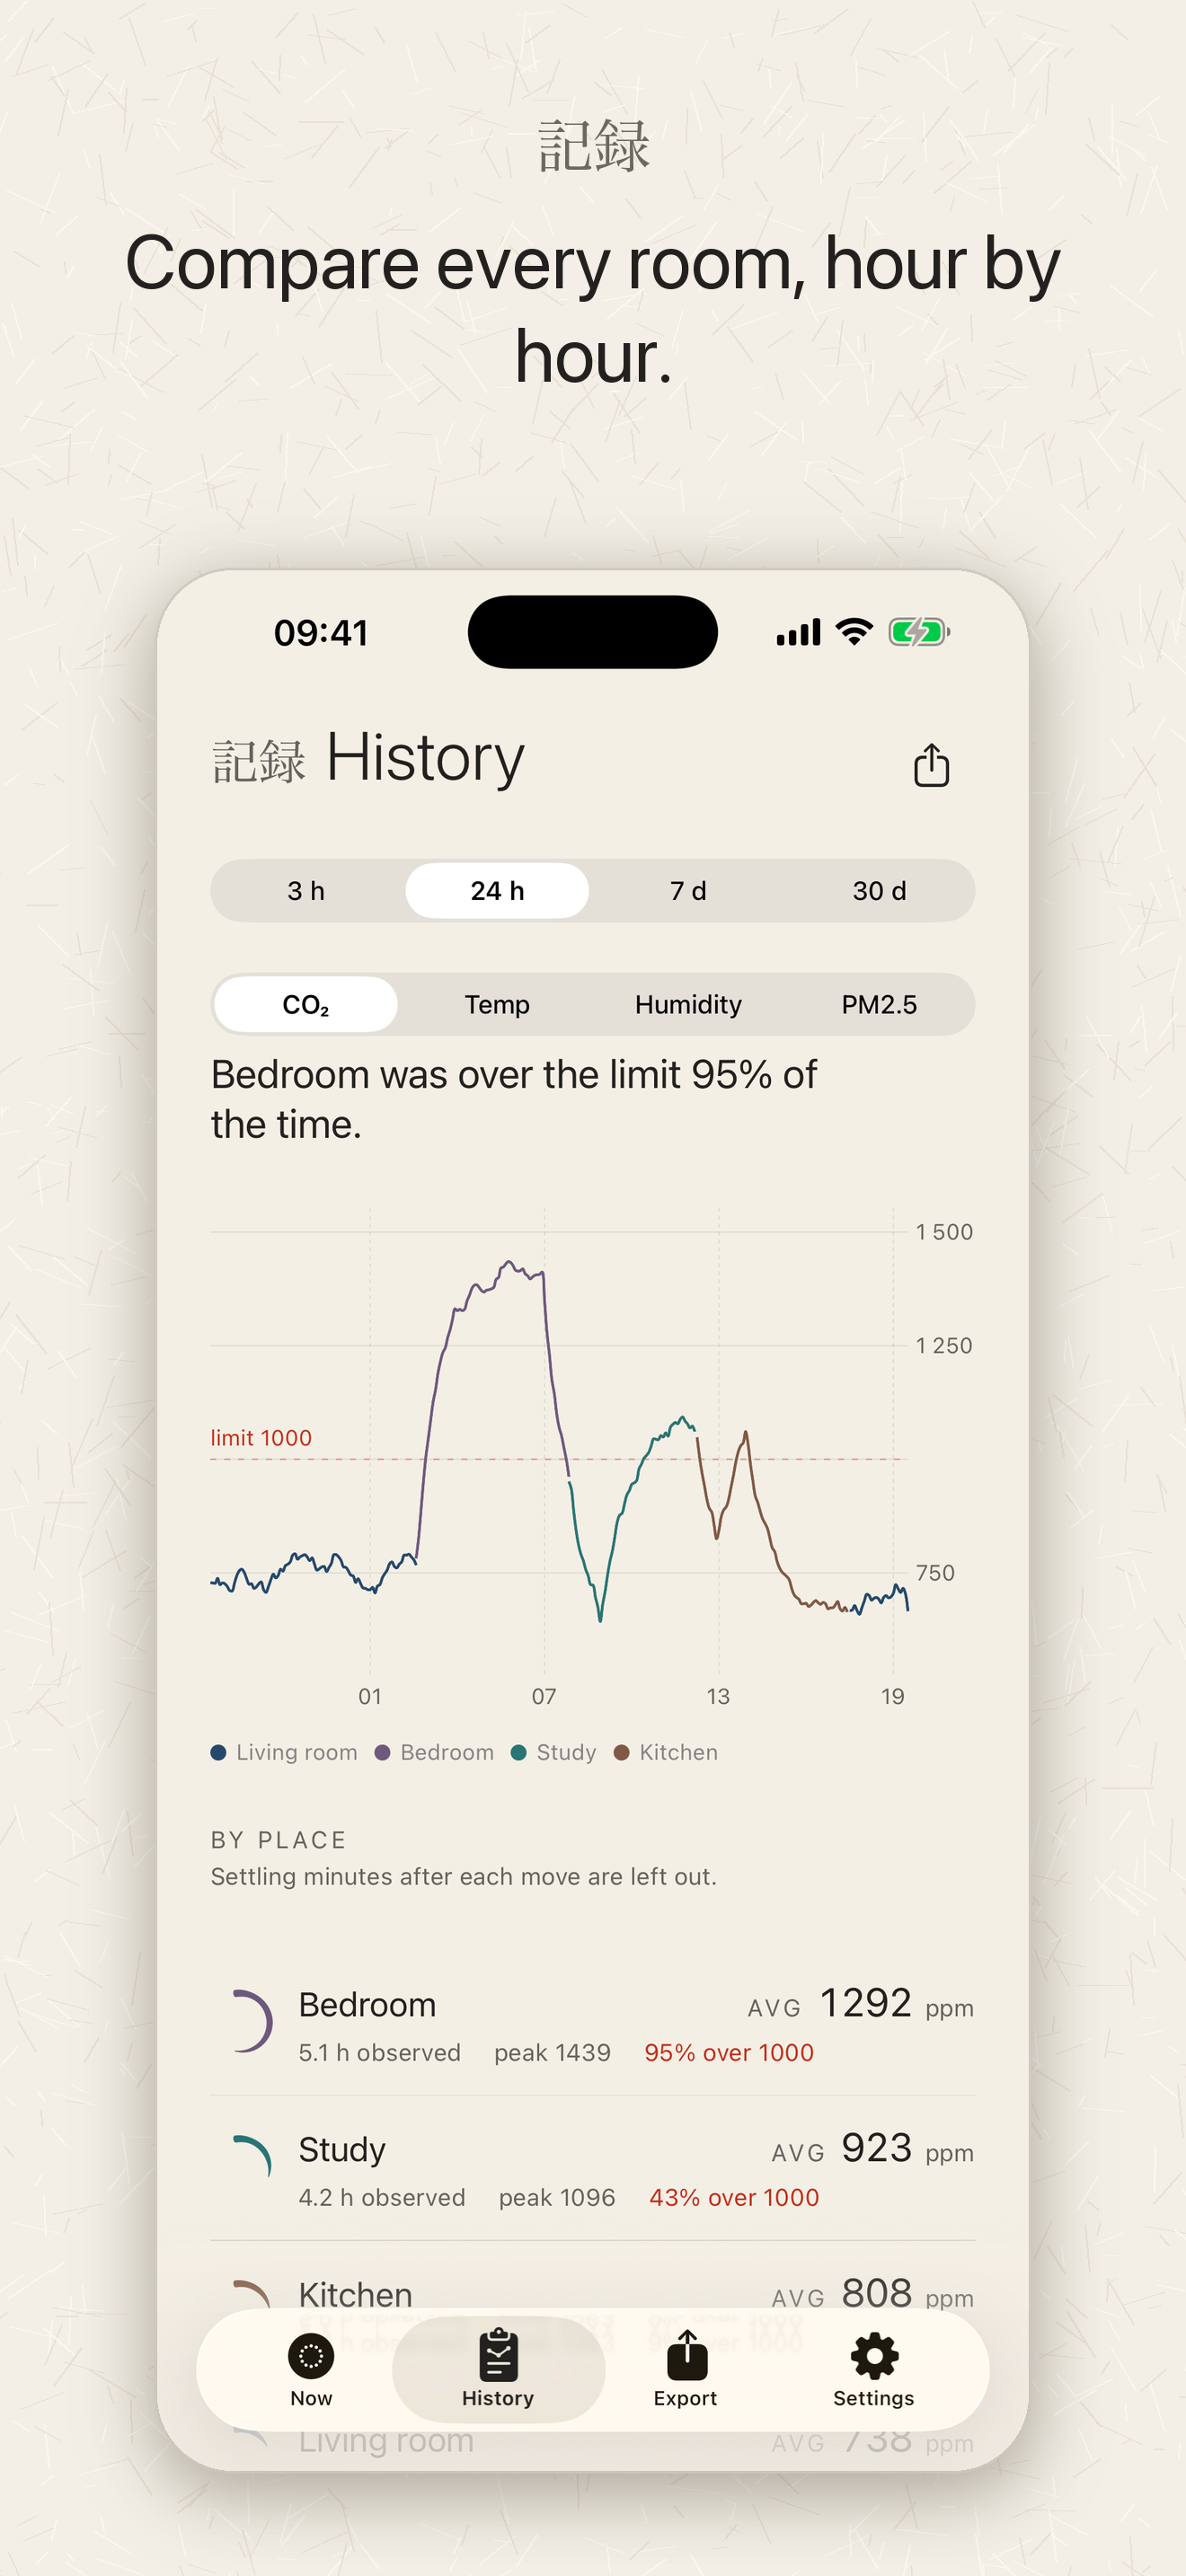 記録
Compare every room, hour by
hour.
09:41
記録 History
3 h 24 h 7 d 30 d
CO₂ Temp Humidity PM2.5
Bedroom was over the limit 95% of
the time.
1 500
1 250
limit 1000
750
01 07 13 19
Living room Bedroom Study Kitchen
BY PLACE
Settling minutes after each move are left out.
Bedroom AVG 1292 ppm
5.1 h observed peak 1439 95% over 1000
Study AVG 923 ppm
4.2 h observed peak 1096 43% over 1000
Kitchen AVG 808 ppm
Now History Export Settings
Living room AVG 738 ppm